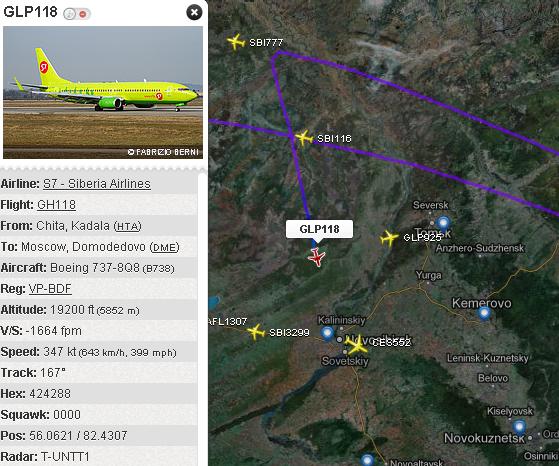 GLP118
S7
© FABRIZIO BERNI
Airline: S7 - Siberia Airlines
Flight: GH118
From: Chita, Kadala (HTA)
To: Moscow, Domodedovo (DME)
Aircraft: Boeing 737-8Q8 (B738)
Reg: VP-BDF
Altitude: 19200 ft (5852 m)
V/S: -1664 fpm
Speed: 347 kt (643 km/h, 399 mph)
Track: 167°
Hex: 424288
Squawk: 0000
Pos: 56.0621 / 82.4307
Radar: T-UNTT1
SBI777
SBI116
Seversk
GLP118
GLP925
Anzhero-Sudzhensk
Yurga
Kemerovo
AFL1307
Kalininskiy
SBI3299
CES552
Sovetskiy
Leninsk-Kuznetsky
Belovo
Kiselyovsk
Novokuznetsk
Ord
Osinniki
Novoaltaysk